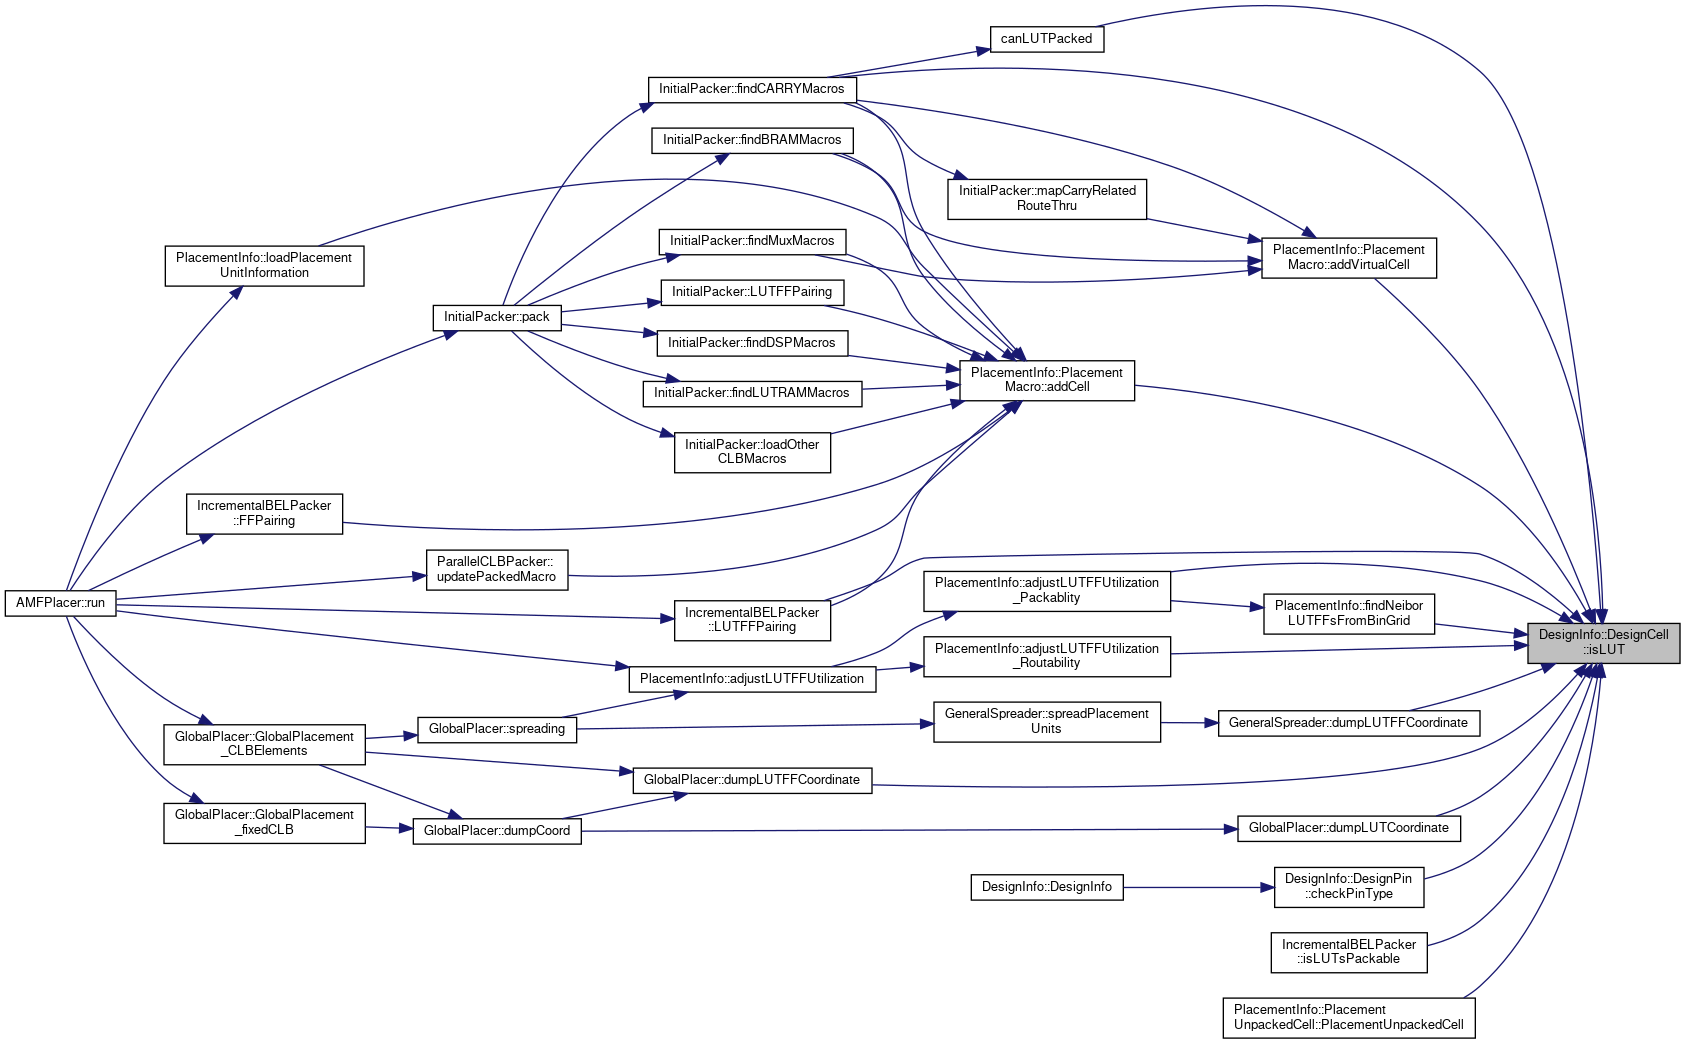 canLUTPacked
InitialPacker::findCARRYMacros
InitialPacker::findBRAMMacros
InitialPacker::mapCarryRelated
RouteThru
InitialPacker::findMuxMacros
PlacementInfo::Placement
Macro::addVirtualCell
PlacementInfo::loadPlacement
UnitInformation
InitialPacker::LUTFFPairing
InitialPacker::pack
InitialPacker::findDSPMacros
PlacementInfo::Placement
Macro::addCell
InitialPacker::findLUTRAMMacros
InitialPacker::loadOther
CLBMacros
IncrementalBELPacker
::FFPairing
ParallelCLBPacker::
updatePackedMacro
AMFPlacer::run
IncrementalBELPacker
::LUTFFPairing
PlacementInfo::adjustLUTFFUtilization
_Packablity
PlacementInfo::findNeibor
LUTFFsFromBinGrid
DesignInfo::DesignCell
::isLUT
PlacementInfo::adjustLUTFFUtilization
_Routability
PlacementInfo::adjustLUTFFUtilization
GeneralSpreader::spreadPlacement
Units
GeneralSpreader::dumpLUTFFCoordinate
GlobalPlacer::spreading
GlobalPlacer::GlobalPlacement
_CLBElements
GlobalPlacer::dumpLUTFFCoordinate
GlobalPlacer::GlobalPlacement
_fixedCLB
GlobalPlacer::dumpCoord
GlobalPlacer::dumpLUTCoordinate
DesignInfo::DesignInfo
DesignInfo::DesignPin
::checkPinType
IncrementalBELPacker
::isLUTsPackable
PlacementInfo::Placement
UnpackedCell::PlacementUnpackedCell